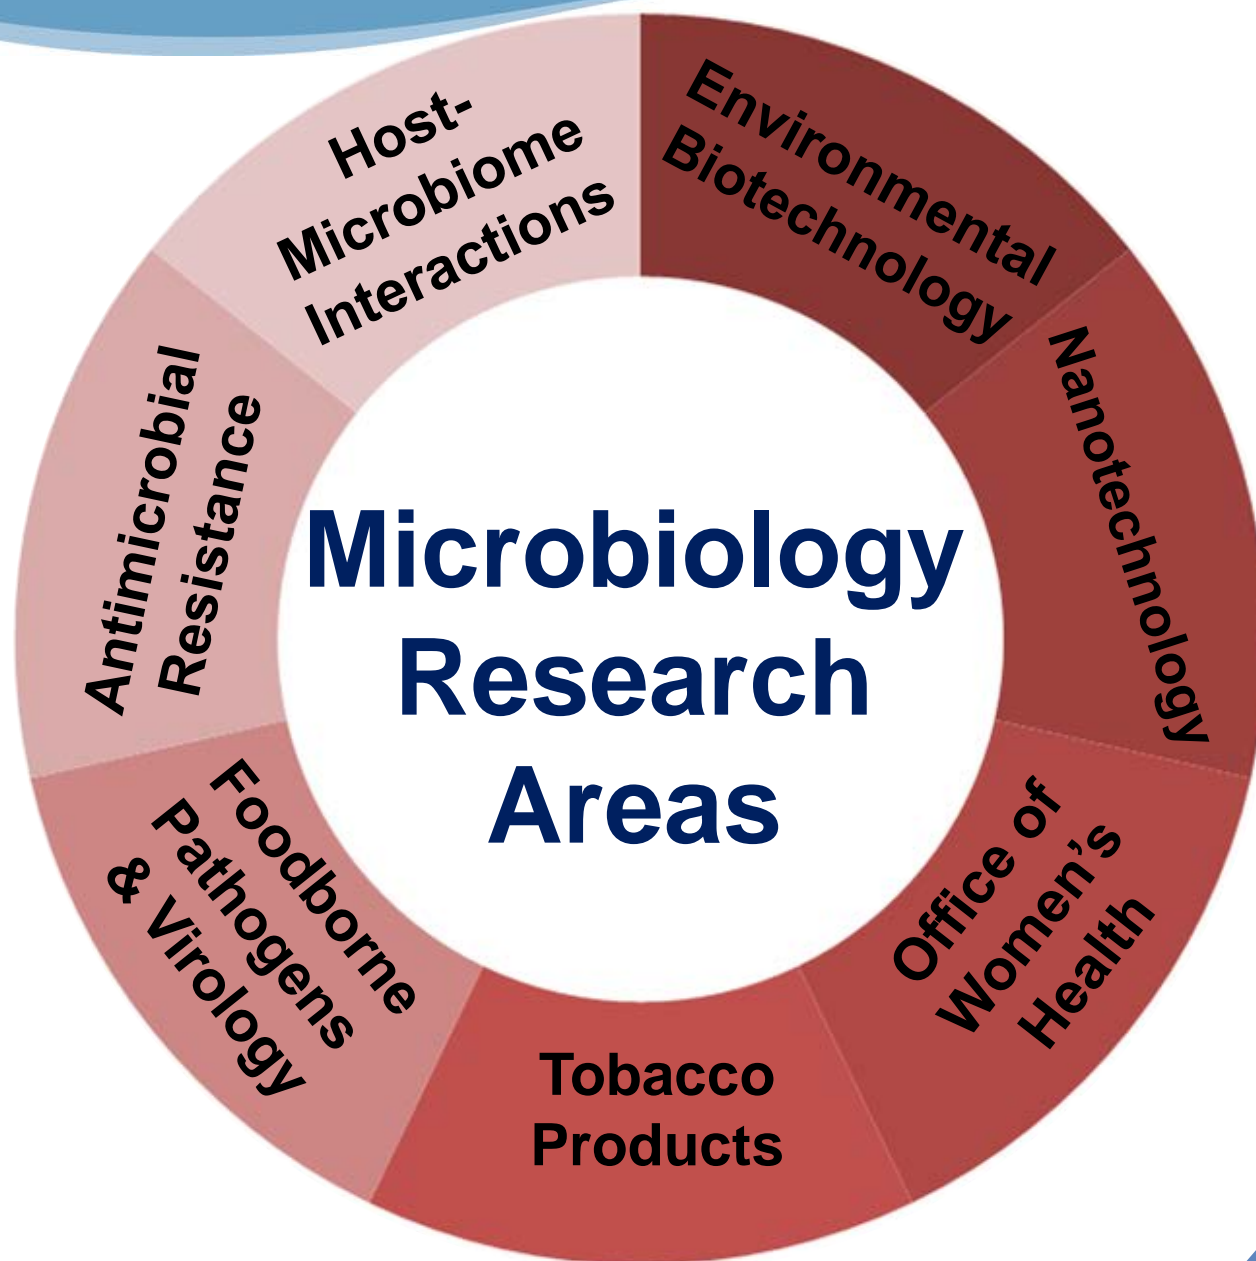 Host-
Microbiome
Interactions
Environmental
Biotechnology
Nanotechnology
Office of
Women’s
Health
Tobacco
Products
Foodborne
Pathogens
& Virology
Antimicrobial
Resistance
Microbiology
Research
Areas